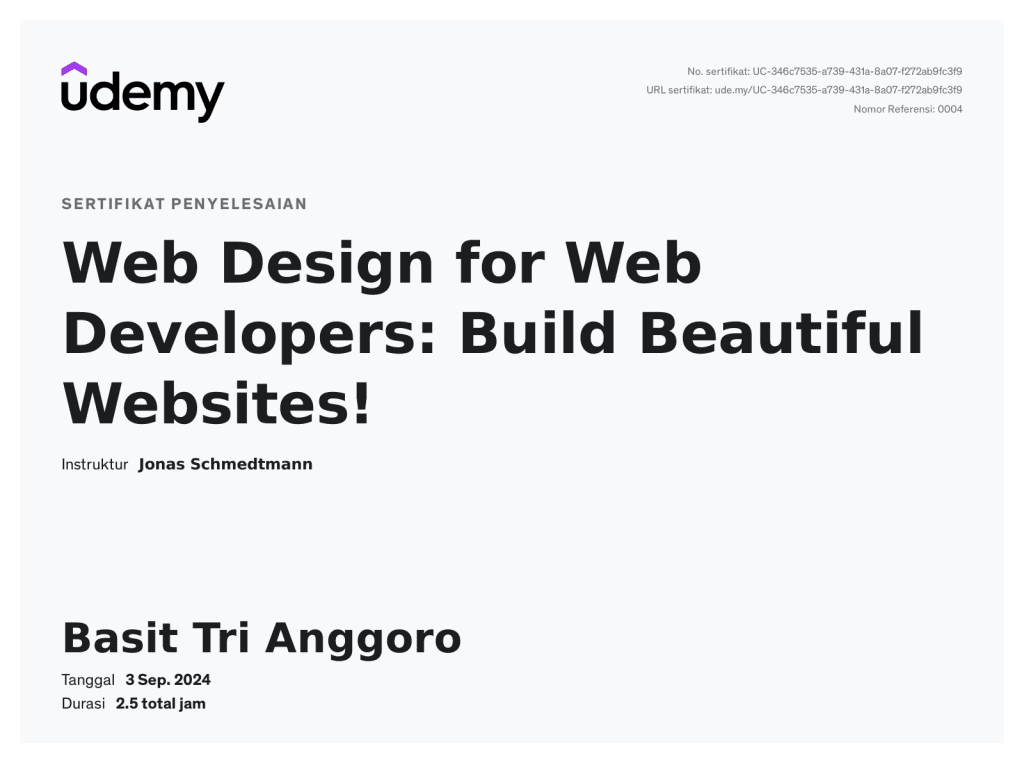 udemy
No. sertifikat: UC-346c7535-a739-431a-8a07-f272ab9fc3f9
URL sertifikat: ude.my/UC-346c7535-a739-431a-8a07-f272ab9fc3f9
Nomor Referensi: 0004
SERTIFIKAT PENYELESAIAN
Web Design for Web
Developers: Build Beautiful
Websites!
Instruktur Jonas Schmedtmann
Basit Tri Anggoro
Tanggal 3 Sep. 2024
Durasi 2.5 total jam